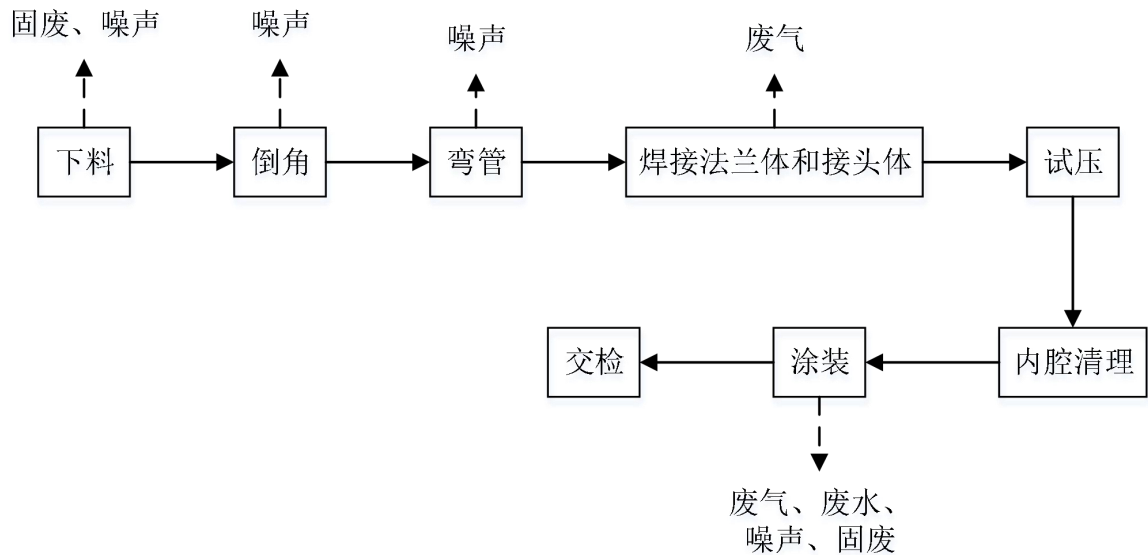 固废、噪声
噪声
噪声
废气
下料
倒角
弯管
焊接法兰体和接头体
试压
交检
涂装
内腔清理
废气、废水、
噪声、固废